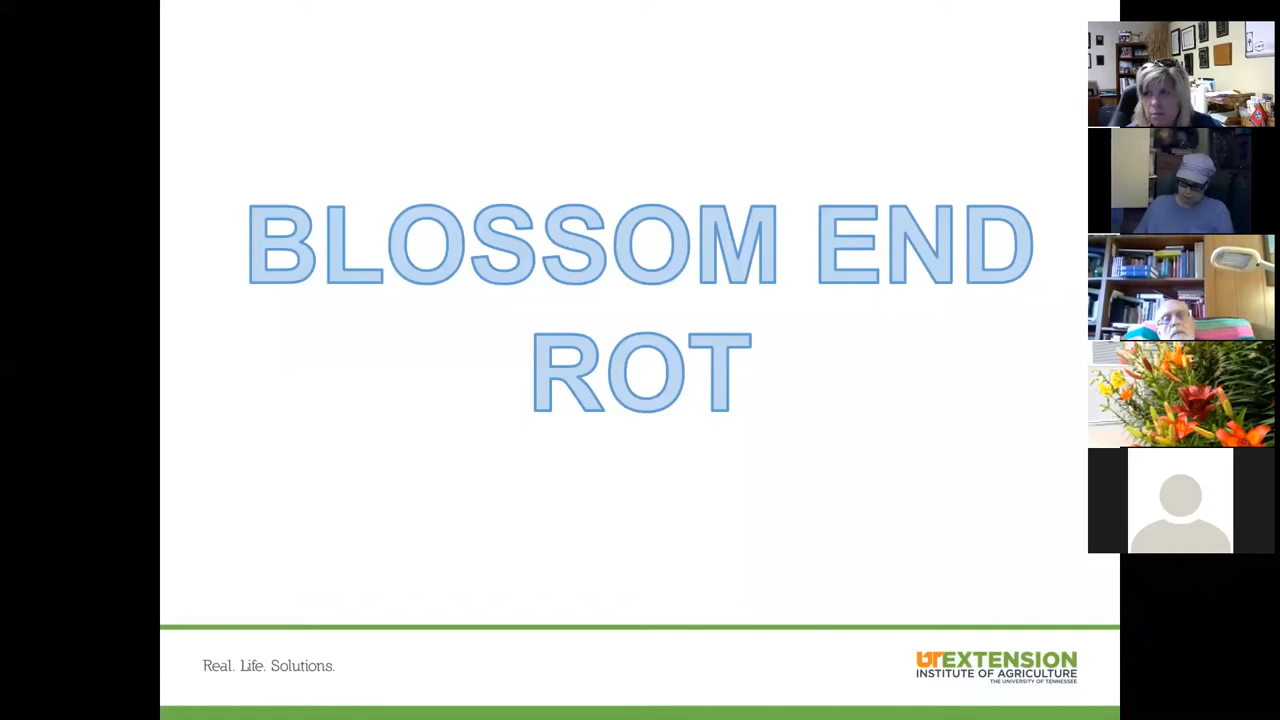 BLOSSOM END
ROT
Real. Life. Solutions.
UTEXTENSION
INSTITUTE OF AGRICULTURE
THE UNIVERSITY OF TENNESSEE